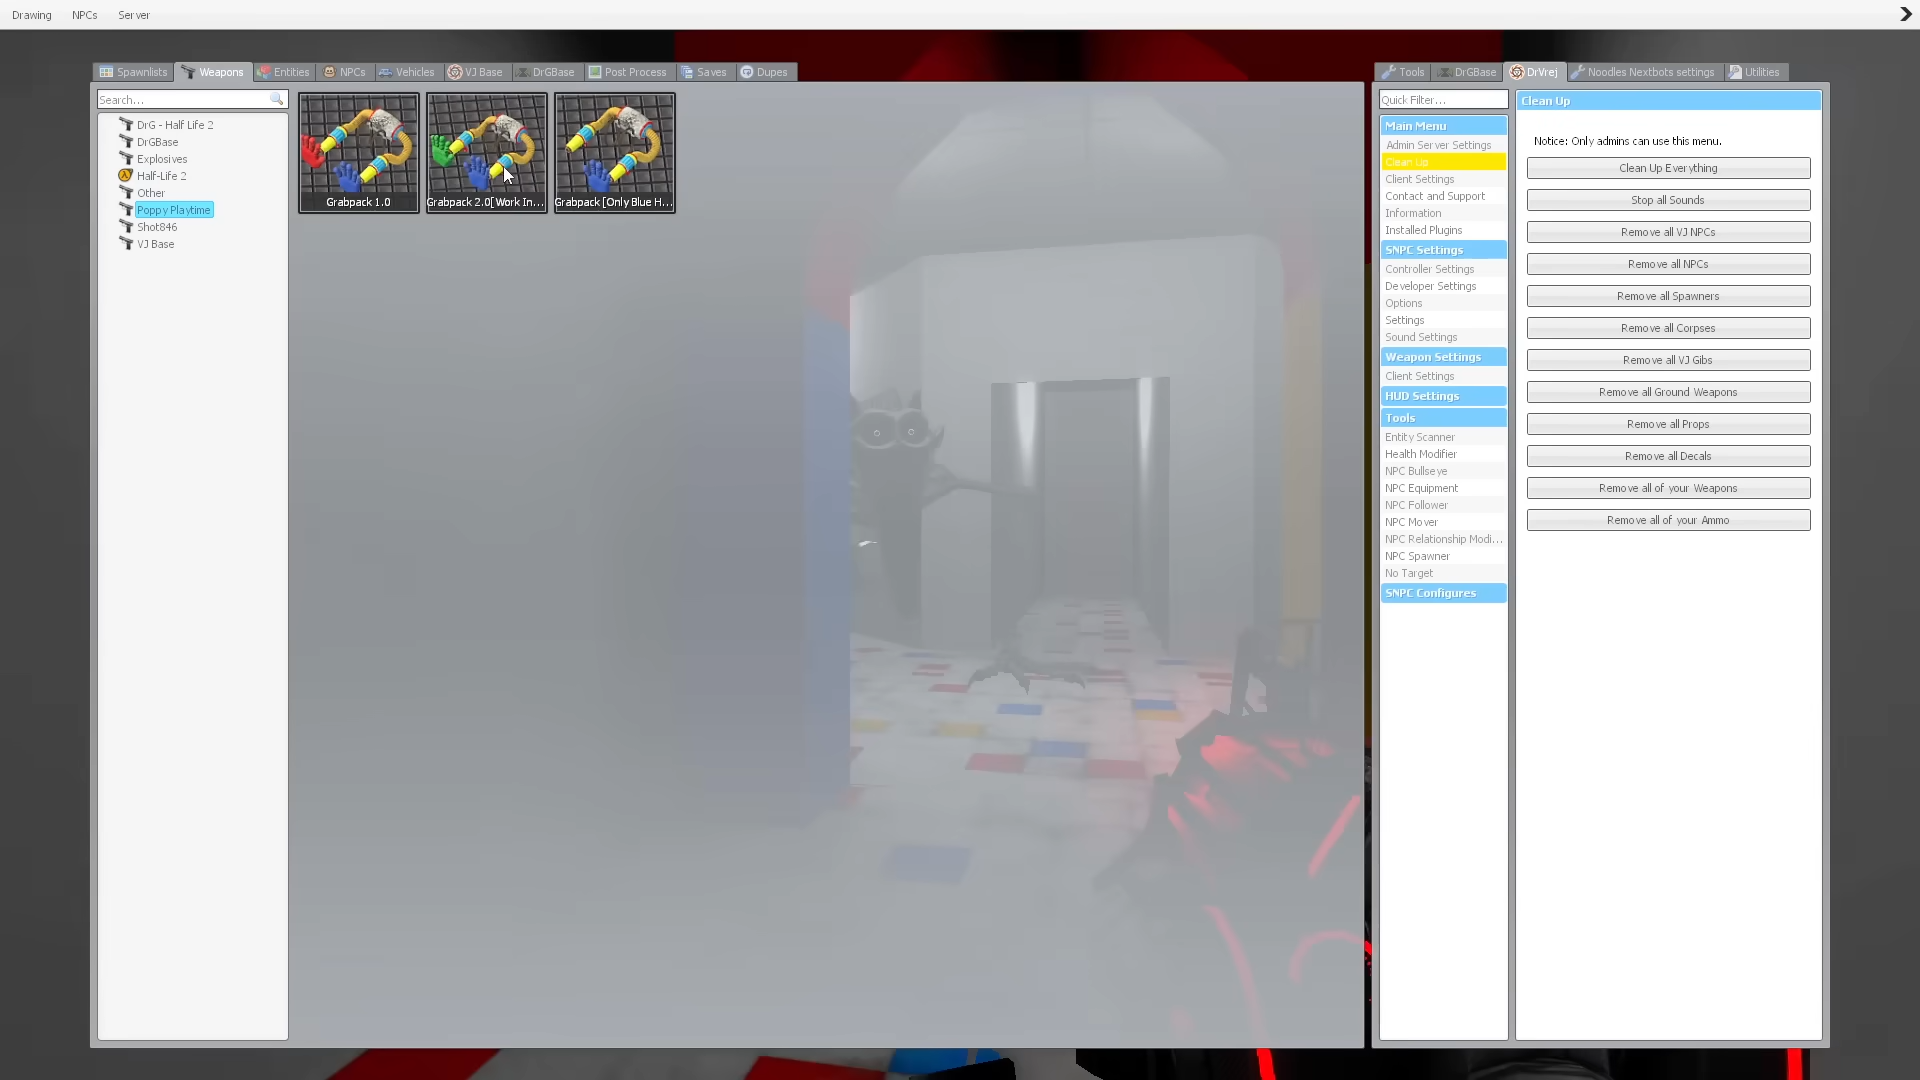 Drawing NPCs Server
Spawnlists Weapons Entities NPCs Vehicles VJ Base DrGBase Post Process Saves Dupes
Search...
DrG - Half Life 2
DrGBase
Explosives
Half-Life 2
Other
Poppy Playtime
Shot846
VJ Base
Grabpack 1.0
Grabpack 2.0[Work In...
Grabpack [Only Blue H...
Tools DrGBase DrVrej Noodles Nextbots settings Utilities
Quick Filter...
Main Menu
Admin Server Settings
Clean Up
Client Settings
Contact and Support
Information
Installed Plugins
SNPC Settings
Controller Settings
Developer Settings
Options
Settings
Sound Settings
Weapon Settings
Client Settings
HUD Settings
Tools
Entity Scanner
Health Modifier
NPC Bullseye
NPC Equipment
NPC Follower
NPC Mover
NPC Relationship Modi...
NPC Spawner
No Target
SNPC Configures
Clean Up
Notice: Only admins can use this menu.
Clean Up Everything
Stop all Sounds
Remove all VJ NPCs
Remove all NPCs
Remove all Spawners
Remove all Corpses
Remove all VJ Gibs
Remove all Ground Weapons
Remove all Props
Remove all Decals
Remove all of your Weapons
Remove all of your Ammo